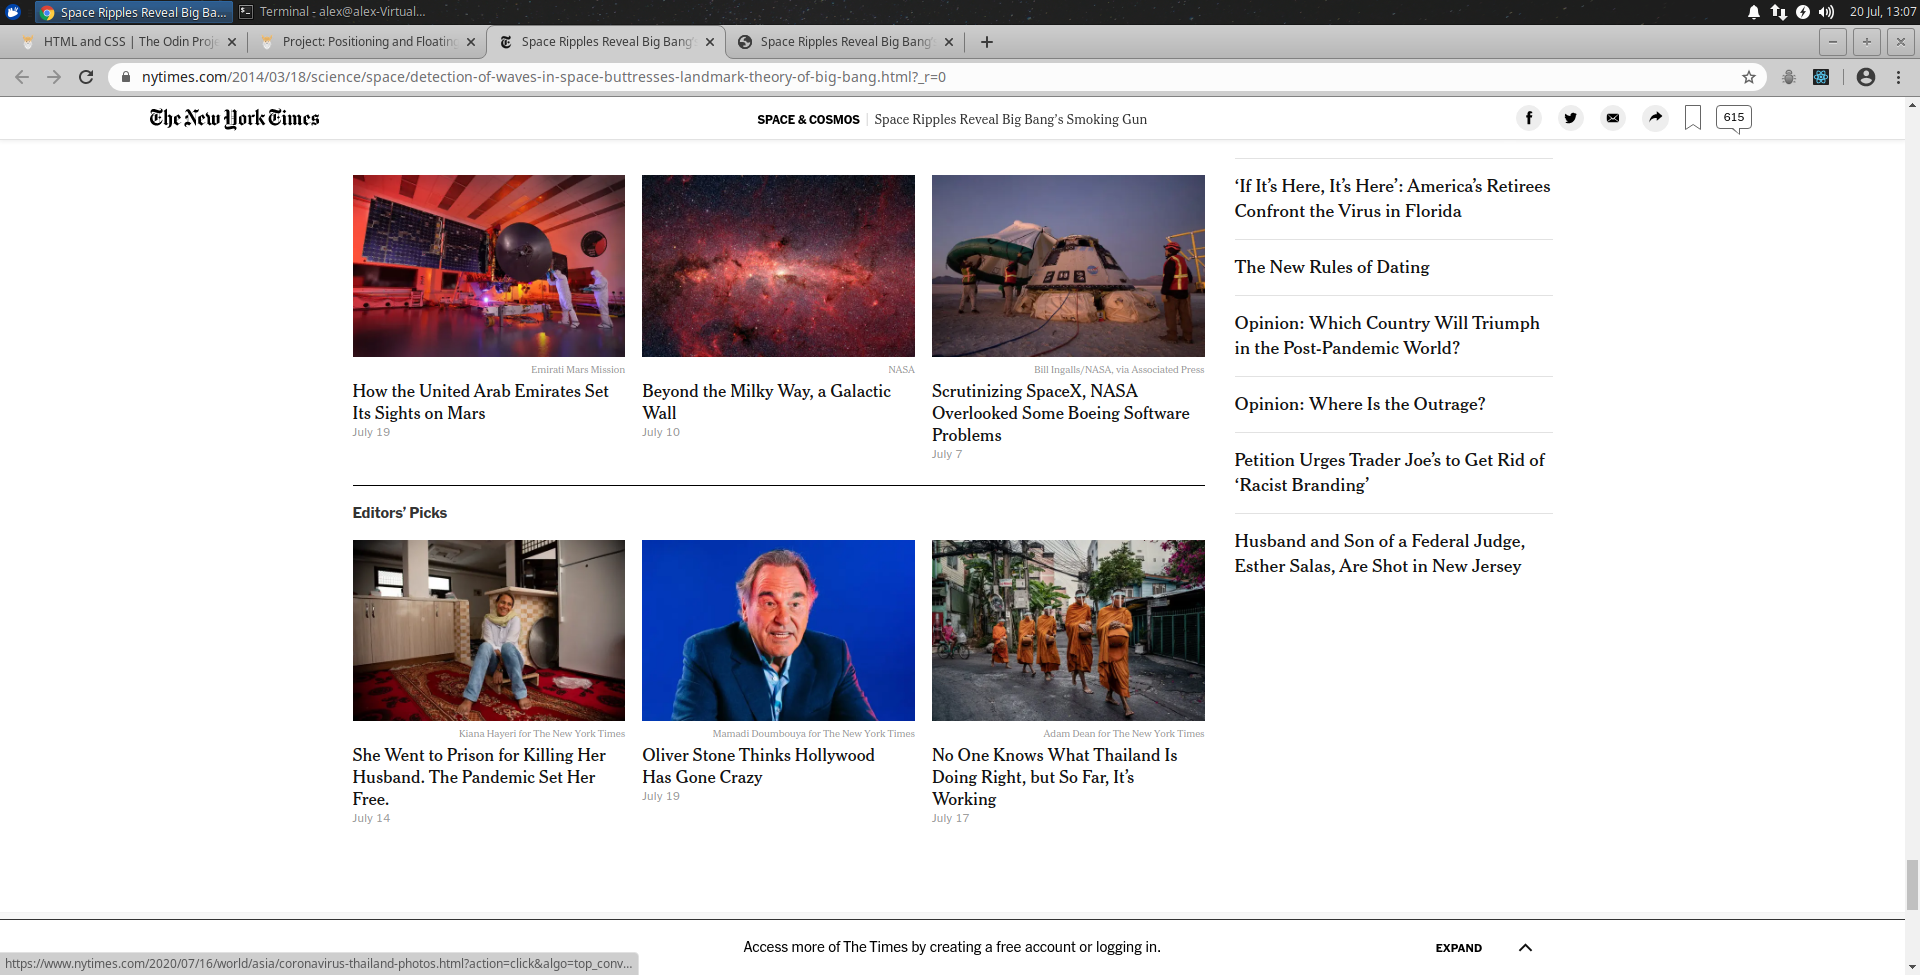 Space Ripples Reveal Big Ba...
Terminal - alex@alex-Virtual...
20 Jul, 13:07
HTML and CSS | The Odin Proje
Project: Positioning and Floating
Space Ripples Reveal Big Bang'
Space Ripples Reveal Big Bang'
nytimes.com/2014/03/18/science/space/detection-of-waves-in-space-buttresses-landmark-theory-of-big-bang.html?_r=0
The New York Times
SPACE & COSMOS | Space Ripples Reveal Big Bang’s Smoking Gun
615
Emirati Mars Mission
How the United Arab Emirates Set
Its Sights on Mars
July 19
NASA
Beyond the Milky Way, a Galactic
Wall
July 10
Bill Ingalls/NASA, via Associated Press
Scrutinizing SpaceX, NASA
Overlooked Some Boeing Software
Problems
July 7
Editors’ Picks
Kiana Hayeri for The New York Times
She Went to Prison for Killing Her
Husband. The Pandemic Set Her
Free.
July 14
Mamadi Doumbouya for The New York Times
Oliver Stone Thinks Hollywood
Has Gone Crazy
July 19
Adam Dean for The New York Times
No One Knows What Thailand Is
Doing Right, but So Far, It’s
Working
July 17
‘If It’s Here, It’s Here’: America’s Retirees
Confront the Virus in Florida
The New Rules of Dating
Opinion: Which Country Will Triumph
in the Post-Pandemic World?
Opinion: Where Is the Outrage?
Petition Urges Trader Joe’s to Get Rid of
‘Racist Branding’
Husband and Son of a Federal Judge,
Esther Salas, Are Shot in New Jersey
Access more of The Times by creating a free account or logging in.
EXPAND
https://www.nytimes.com/2020/07/16/world/asia/coronavirus-thailand-photos.html?action=click&algo=top_conv...